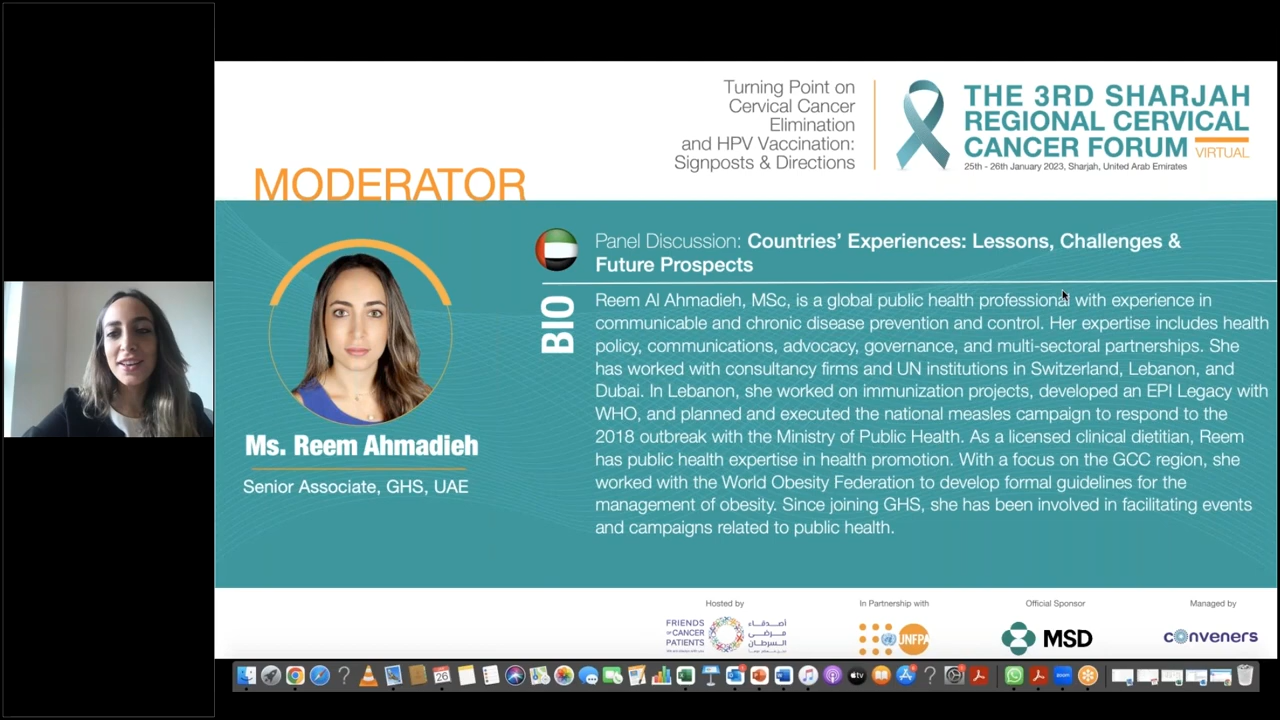 Turning Point on
Cervical Cancer
Elimination
and HPV Vaccination:
Signposts & Directions
THE 3RD SHARJAH
REGIONAL CERVICAL
CANCER FORUM
VIRTUAL
25th - 26th January 2023, Sharjah, United Arab Emirates
MODERATOR
Panel Discussion: Countries' Experiences: Lessons, Challenges &
Future Prospects
BIO
Reem Al Ahmadieh, MSc, is a global public health professional with experience in
communicable and chronic disease prevention and control. Her expertise includes health
policy, communications, advocacy, governance, and multi-sectoral partnerships. She
has worked with consultancy firms and UN institutions in Switzerland, Lebanon, and
Dubai. In Lebanon, she worked on immunization projects, developed an EPI Legacy with
WHO, and planned and executed the national measles campaign to respond to the
2018 outbreak with the Ministry of Public Health. As a licensed clinical dietitian, Reem
has public health expertise in health promotion. With a focus on the GCC region, she
worked with the World Obesity Federation to develop formal guidelines for the
management of obesity. Since joining GHS, she has been involved in facilitating events
and campaigns related to public health.
Ms. Reem Ahmadieh
Senior Associate, GHS, UAE
Hosted by
FRIENDS
OF CANCER
PATIENTS
أصدقاء
مرضى
السرطان
In Partnership with
UNFPA
Official Sponsor
MSD
Managed by
conveners
26
tv
zoom